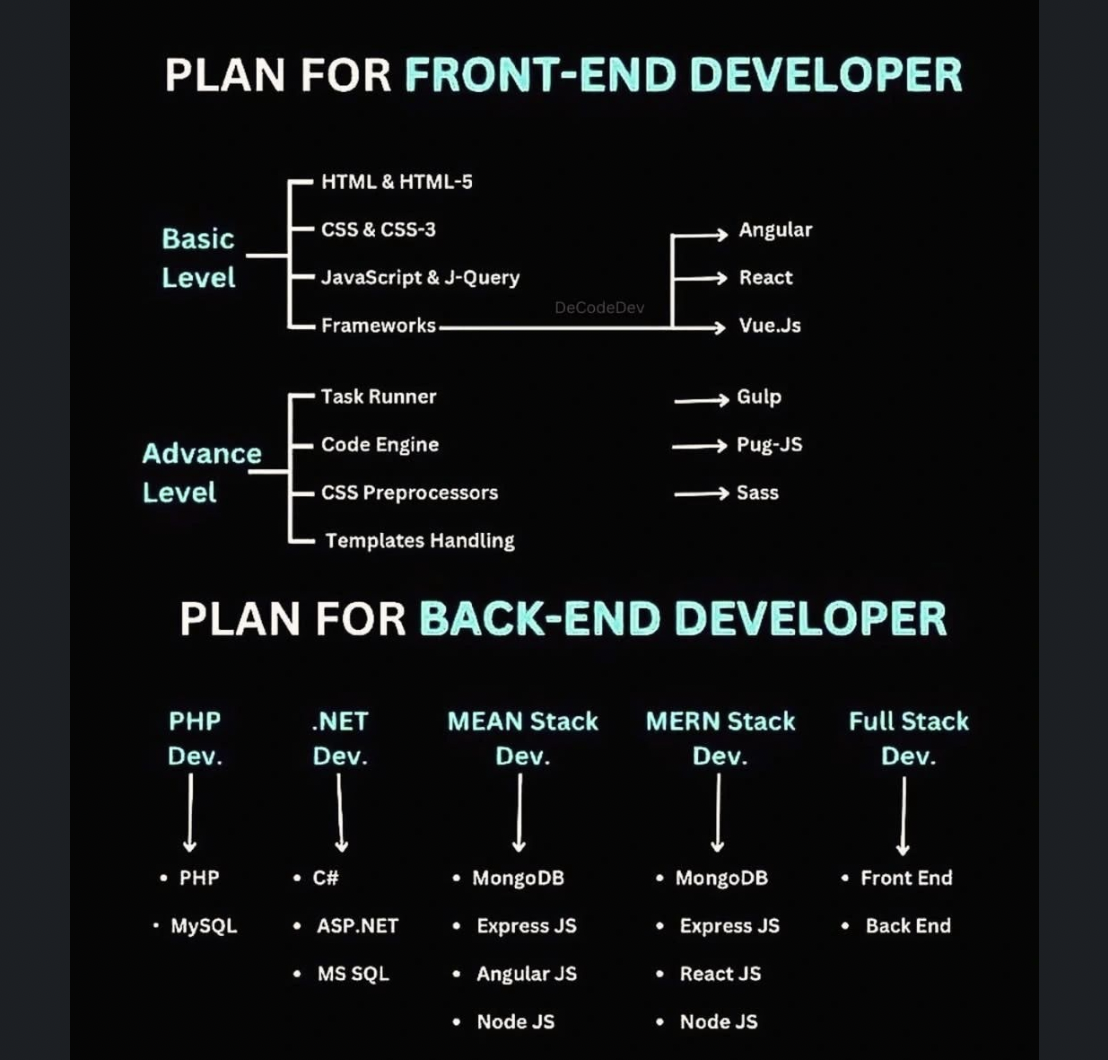 PLAN FOR FRONT-END DEVELOPER
Basic
Level
HTML & HTML-5
CSS & CSS-3
JavaScript & J-Query
Frameworks
Angular
React
Vue.Js
DeCodeDev
Advance
Level
Task Runner
Gulp
Code Engine
Pug-JS
CSS Preprocessors
Sass
Templates Handling
PLAN FOR BACK-END DEVELOPER
PHP
Dev.
• PHP
• MySQL
.NET
Dev.
• C#
• ASP.NET
• MS SQL
MEAN Stack
Dev.
• MongoDB
• Express JS
• Angular JS
• Node JS
MERN Stack
Dev.
• MongoDB
• Express JS
• React JS
• Node JS
Full Stack
Dev.
• Front End
• Back End